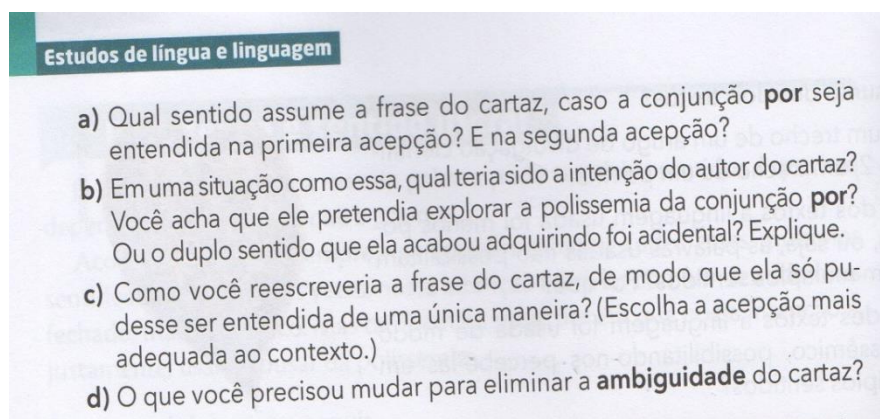 Estudos de língua e linguagem
a) Qual sentido assume a frase do cartaz, caso a conjunção por seja
entendida na primeira acepção? E na segunda acepção?
b) Em uma situação como essa, qual teria sido a intenção do autor do cartaz?
Você acha que ele pretendia explorar a polissemia da conjunção por?
Ou o duplo sentido que ela acabou adquirindo foi acidental? Explique.
c) Como você reescreveria a frase do cartaz, de modo que ela só pu-
desse ser entendida de uma única maneira? (Escolha a acepção mais
adequada ao contexto.)
d) O que você precisou mudar para eliminar a ambiguidade do cartaz?